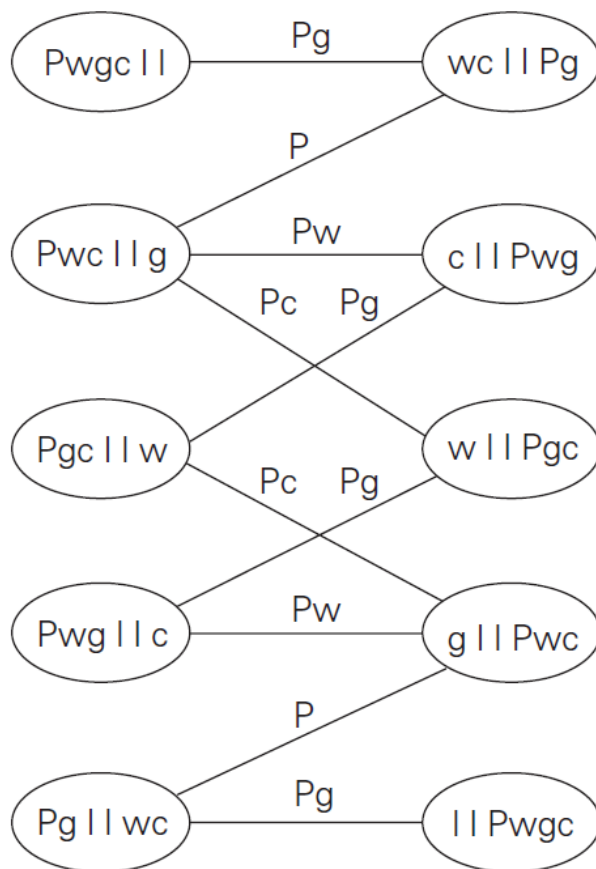 Pwgc I I Pg wc I I Pg
P
Pwc I I g Pw c I I Pwg
Pc Pg
Pgc I I w w I I Pgc
Pc Pg
Pwg I I c Pw g I I Pwc
P
Pg I I wc Pg I I Pwgc